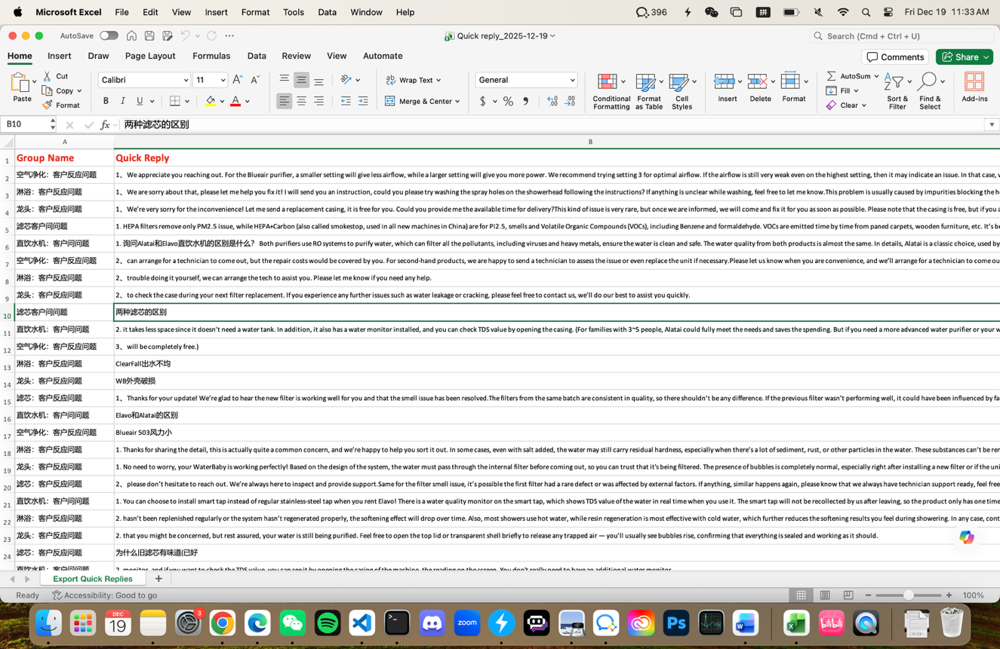 Microsoft Excel File Edit View Insert Format Tools Data Window Help 396 拼 Fri Dec 19 11:33 AM
AutoSave Quick reply_2025-12-19 Search (Cmd + Ctrl + U)
Home Insert Draw Page Layout Formulas Data Review View Automate Comments Share
Paste Cut Copy Format Calibri 11 Wrap Text Merge & Center General Conditional Formatting Format as Table Cell Styles Insert Delete Format AutoSum Fill Clear Sort & Filter Find & Select Add-ins
B10 fx 两种滤芯的区别
A B
1 Group Name Quick Reply
2 空气净化：客户反应问题 1、We appreciate you reaching out. For the Blueair purifier, a smaller setting will give less airflow, while a larger setting will give you more power. We recommend trying setting 3 for optimal airflow. If the airflow is still very weak even on the highest setting, then it may indicate an issue. In that case, v
3 淋浴：客户反应问题 1、We are sorry about that, please let me help you fix it! I will send you an instruction, could you please try washing the spray holes on the showerhead following the instructions? If anything is unclear while washing, feel free to let me know.This problem is usually caused by impurities blocking the h
4 龙头：客户反应问题 1、We're very sorry for the inconvenience! Let me send a replacement casing, it is free for you. Could you provide me the available time for delivery?This kind of issue is very rare, but once we are informed, we will come and fix it for you as soon as possible. Please note that the casing is free, but if you a
5 滤芯客户问问题 1. HEPA filters remove only PM2.5 issue, while HEPA+Carbon (also called smokestop, used in all new machines in China) are for PI2.5, smells and Volatile Organic Compounds (VOCs), including Benzene and formaldehyde. VOCs are emitted time by time from paned carpets, wooden furniture, etc. It's be
6 直饮水机：客户问问题 1. 询问Alatai和Elavo直饮水机的区别是什么？ Both purifiers use RO systems to purify water, which can filter all the pollutants, including viruses and heavy metals, ensure the water is clean and safe. The water quality from both products is almost the same. In details, Alatai is a classic choice, used by
7 空气净化：客户反应问题 2、can arrange for a technician to come out, but the repair costs would be covered by you. For second-hand products, we are happy to send a technician to assess the issue or even replace the unit if necessary.Please let us know when you are convenience, and we'll arrange for a technician to come ou
8 淋浴：客户反应问题 2、trouble doing it yourself, we can arrange the tech to assist you. Please let me know if you need any help.
9 龙头：客户反应问题 2、to check the case during your next filter replacement. If you experience any further issues such as water leakage or cracking, please feel free to contact us, we'll do our best to assist you quickly.
10 滤芯客户问问题 两种滤芯的区别
11 直饮水机：客户问问题 2. it takes less space since it doesn't need a water tank. In addition, it also has a water monitor installed, and you can check TDS value by opening the casing. (For families with 3~5 people, Alatai could fully meet the needs and saves the spending. But if you need a more advanced water purifier or your w
12 空气净化：客户反应问题 3、will be completely free.)
13 淋浴：客户反应问题 ClearFall出水不均
14 龙头：客户反应问题 WB外壳破损
15 滤芯：客户反应问题 1、Thanks for your update! We're glad to hear the new filter is working well for you and that the smell issue has been resolved.The filters from the same batch are consistent in quality, so there shouldn't be any difference. If the previous filter wasn't performing well, it could have been influenced by fa
16 直饮水机：客户问问题 Elavo和Alatai的区别
17 空气净化：客户反应问题 Blueair 503风力小
18 淋浴：客户反应问题 1. Thanks for sharing the detail, this is actually quite a common concern, and we're happy to help you sort it out. In some cases, even with salt added, the water may still carry residual hardness, especially when there's a lot of sediment, rust, or other particles in the water. These substances can't be rem
19 龙头：客户反应问题 1. No need to worry, your WaterBaby is working perfectly! Based on the design of the system, the water must pass through the internal filter before coming out, so you can trust that it's being filtered. The presence of bubbles is completely normal, especially right after installing a new filter or if the uni
20 滤芯：客户反应问题 2、please don't hesitate to reach out. We're always here to inspect and provide support.Same for the filter smell issue, it's possible the first filter had a rare defect or was affected by external factors. If anything, similar happens again, please know that we always have technician support ready, feel free
21 直饮水机：客户问问题 1. You can choose to install smart tap instead of regular stainless-steel tap when you rent Elavo! There is a water quality monitor on the smart tap, which shows TDS value of the water in real time when you use it. The smart tap will not be recollected by us after leaving, so the product only has one time
22 淋浴：客户反应问题 2. hasn't been replenished regularly or the system hasn't regenerated properly, the softening effect will drop over time. Also, most showers use hot water, while resin regeneration is most effective with cold water, which further reduces the softening results you feel during showering. In any case, cont
23 龙头：客户反应问题 2. that you might be concerned, but rest assured, your water is still being purified. Feel free to open the top lid or transparent shell briefly to release any trapped air — you'll usually see bubbles rise, confirming that everything is sealed and working as it should.
24 滤芯：客户反应问题 为什么旧滤芯有味道(已好
直饮水机：客户问问题 2. monitor, and if you want to check the TDS value, you can see it by opening the casing of the machine, the reading on the screen. You don't really need to have an additional water monitor.
Export Quick Replies
Ready Accessibility: Good to go 100%
DEC 19 3 zoom Ps bilibili XLSX